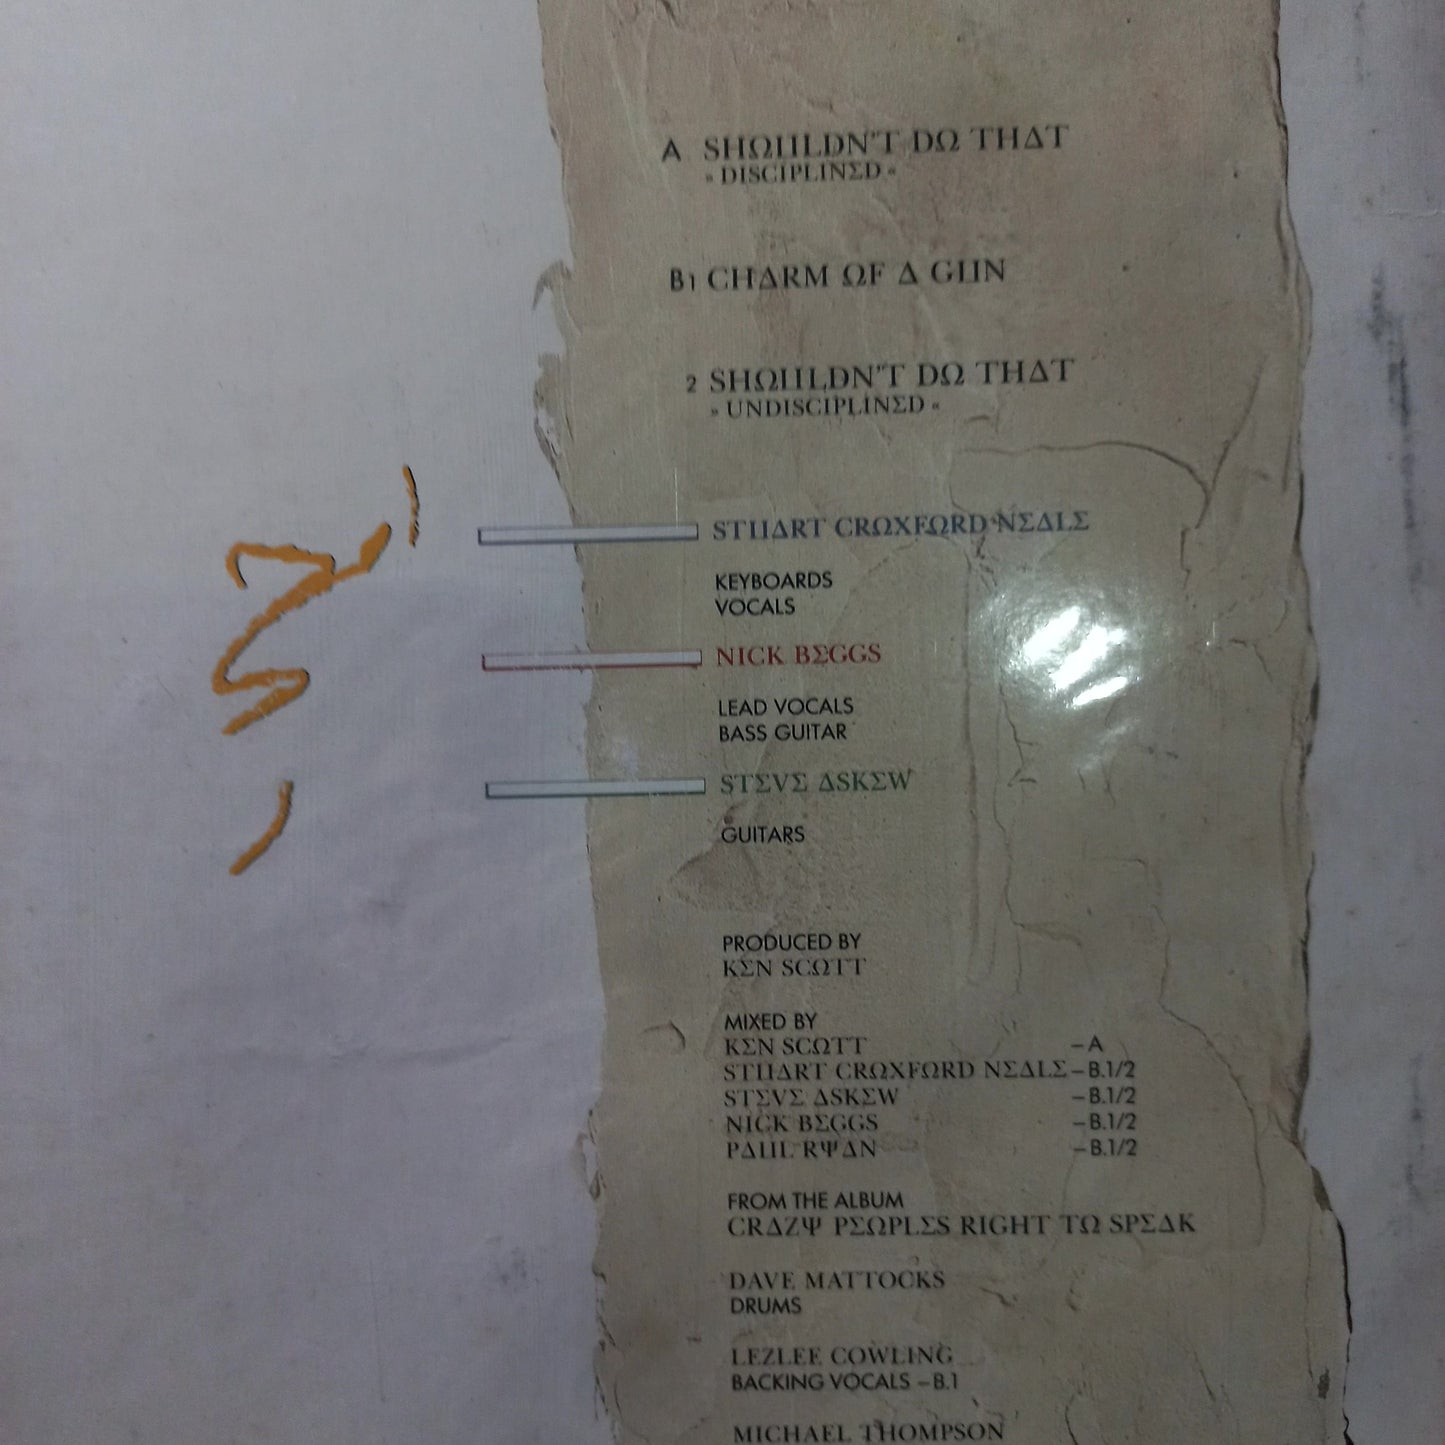 A SHΩULDN'T DΩ THΔT
» DISCIPLINΣD «
B1 CHΔRM ΩF Δ GUN
2 SHΩULDN'T DΩ THΔT
» UNDISCIPLINΣD «
STUΔRT CRΩXFΩRD NΣΔLΣ
KEYBOARDS
VOCALS
NICK BΣGGS
LEAD VOCALS
BASS GUITAR
STΣVΣ ΔSKΣW
GUITARS
PRODUCED BY
KΣN SCΩTT
MIXED BY
KΣN SCΩTT – A
STUΔRT CRΩXFΩRD NΣΔLΣ – B.1/2
STΣVΣ ΔSKΣW – B.1/2
NICK BΣGGS – B.1/2
PΔUL RΨΔN – B.1/2
FROM THE ALBUM
CRΔZΨ PΣΩPLΣS RIGHT TΩ SPΣΔK
DAVE MATTOCKS
DRUMS
LEZLEE COWLING
BACKING VOCALS – B.1
MICHAEL THOMPSON